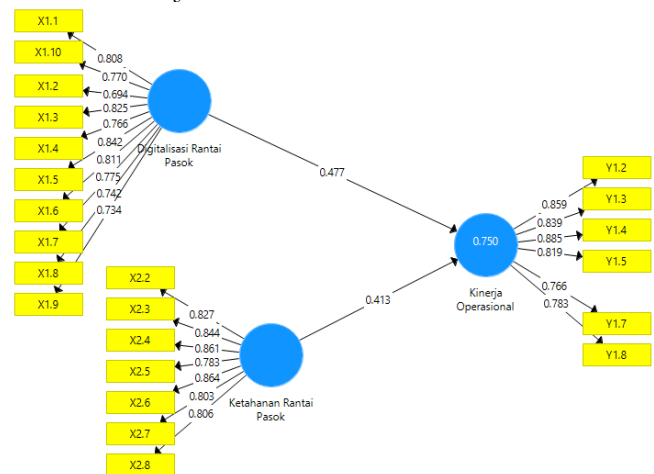 X1.1
X1.10
X1.2
X1.3
X1.4
X1.5
X1.6
X1.7
X1.8
X1.9
0.808
0.770
0.694
0.825
0.766
0.842
0.811
0.775
0.742
0.734
Digitalisasi Rantai
Pasok
0.477
X2.2
X2.3
X2.4
X2.5
X2.6
X2.7
X2.8
0.827
0.844
0.861
0.783
0.864
0.803
0.806
Ketahanan Rantai
Pasok
0.413
0.750
Kinerja
Operasional
0.859
0.839
0.885
0.819
0.766
0.783
Y1.2
Y1.3
Y1.4
Y1.5
Y1.7
Y1.8